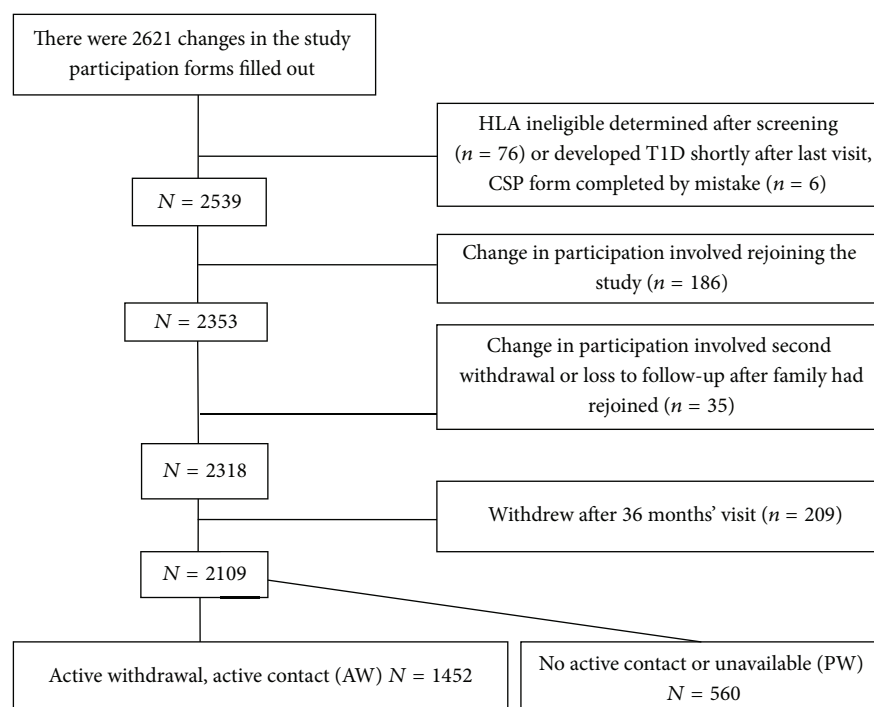 There were 2621 changes in the study
participation forms filled out
HLA ineligible determined after screening
(n = 76) or developed T1D shortly after last visit,
CSP form completed by mistake (n = 6)
N = 2539
Change in participation involved rejoining the
study (n = 186)
N = 2353
Change in participation involved second
withdrawal or loss to follow-up after family had
rejoined (n = 35)
N = 2318
Withdrew after 36 months’ visit (n = 209)
N = 2109
Active withdrawal, active contact (AW) N = 1452
No active contact or unavailable (PW)
N = 560